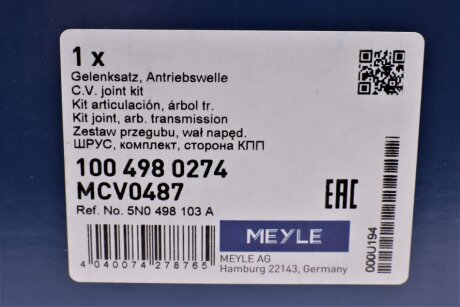 1 x
Gelenksatz, Antriebswelle
C.V. joint kit
Kit articulación, árbol tr.
Kit joint, arb. transmission
Zestaw przegubu, wał napęd.
ШРУС, комплект, сторона КПП
100 498 0274
MCV0487
Ref. No. 5N0 498 103 A
EAC
000U194
4 040074 278765
MEYLE
MEYLE AG
Hamburg 22143, Germany